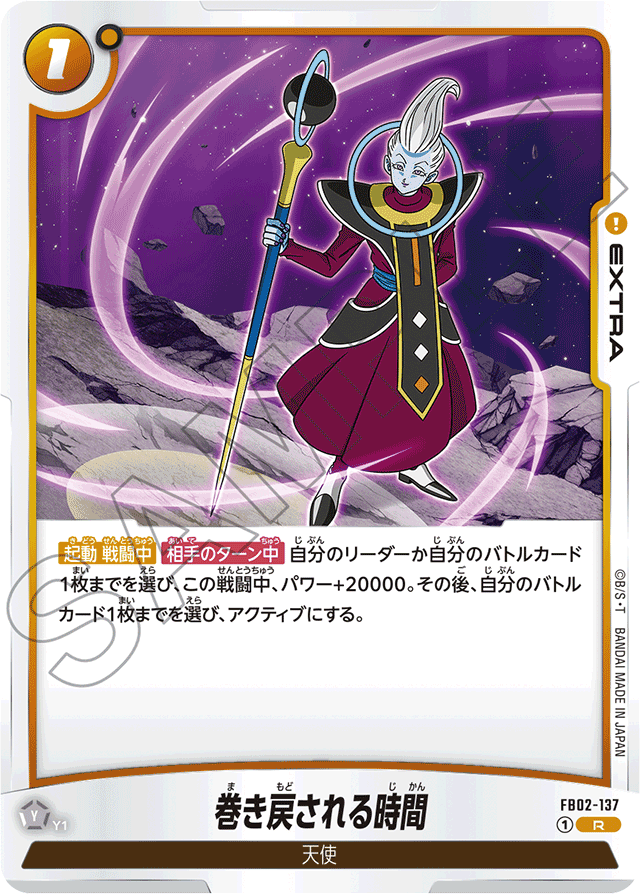 1
! EXTRA
SAMPLE
起動 戦闘中 相手のターン中 自分のリーダーか自分のバトルカード
1枚までを選び、この戦闘中、パワー+20000。その後、自分のバトル
カード1枚までを選び、アクティブにする。
©B/S・T BANDAI MADE IN JAPAN
巻き戻される時間
FB02-137
Y Y1
1 R
天使